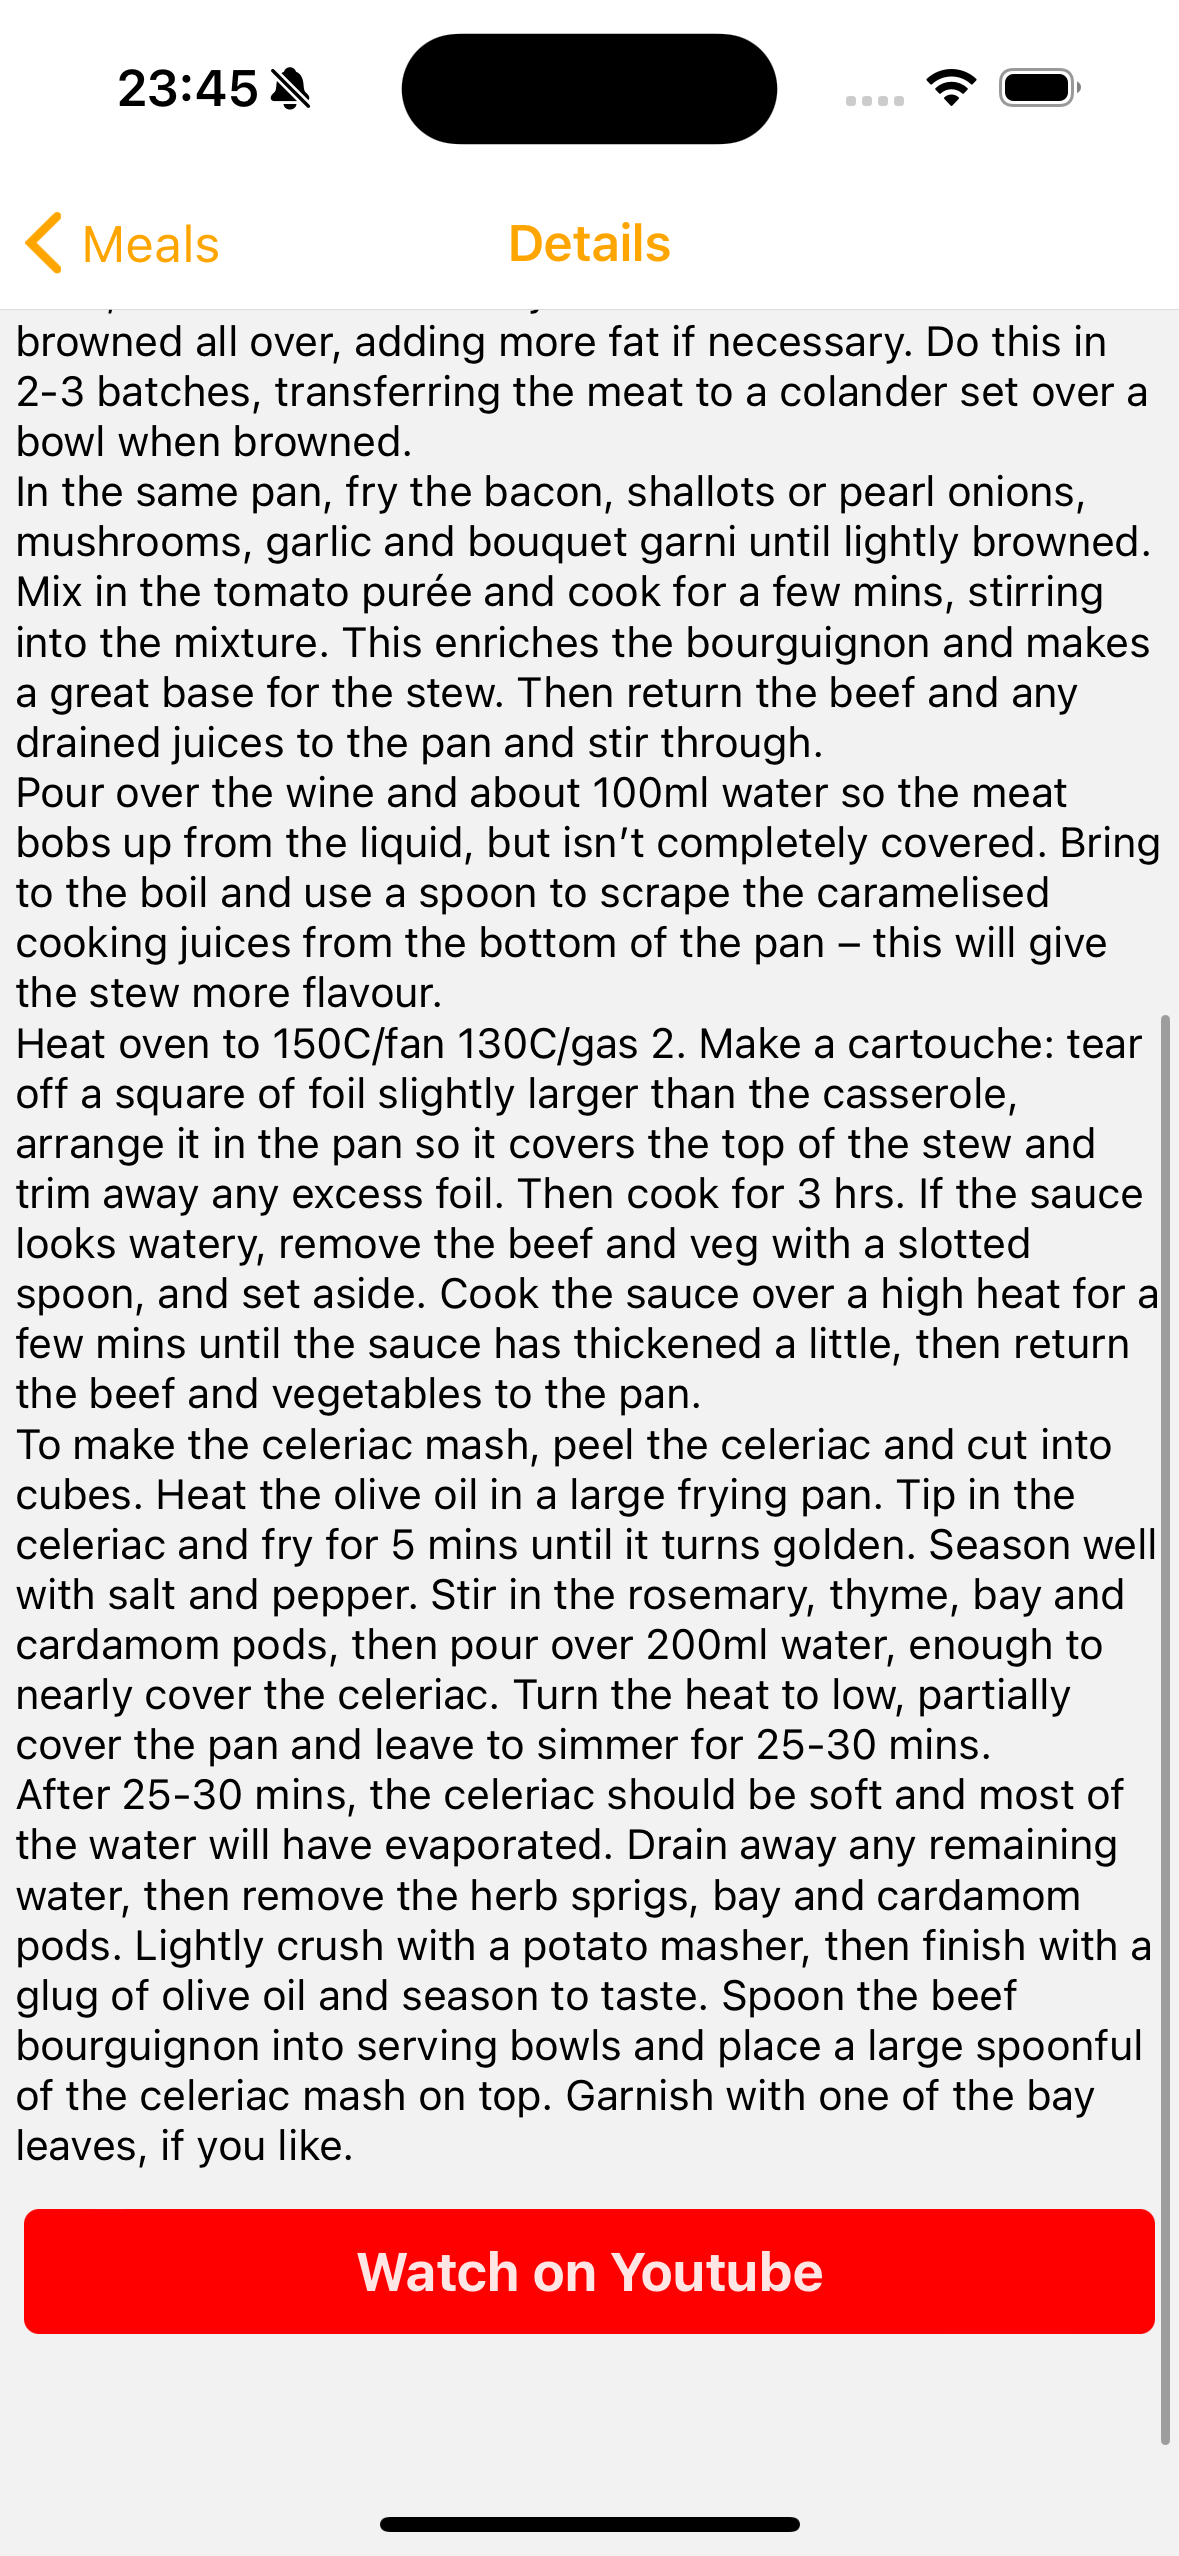 23:45
Meals
Details
browned all over, adding more fat if necessary. Do this in
2-3 batches, transferring the meat to a colander set over a
bowl when browned.
In the same pan, fry the bacon, shallots or pearl onions,
mushrooms, garlic and bouquet garni until lightly browned.
Mix in the tomato purée and cook for a few mins, stirring
into the mixture. This enriches the bourguignon and makes
a great base for the stew. Then return the beef and any
drained juices to the pan and stir through.
Pour over the wine and about 100ml water so the meat
bobs up from the liquid, but isn’t completely covered. Bring
to the boil and use a spoon to scrape the caramelised
cooking juices from the bottom of the pan – this will give
the stew more flavour.
Heat oven to 150C/fan 130C/gas 2. Make a cartouche: tear
off a square of foil slightly larger than the casserole,
arrange it in the pan so it covers the top of the stew and
trim away any excess foil. Then cook for 3 hrs. If the sauce
looks watery, remove the beef and veg with a slotted
spoon, and set aside. Cook the sauce over a high heat for a
few mins until the sauce has thickened a little, then return
the beef and vegetables to the pan.
To make the celeriac mash, peel the celeriac and cut into
cubes. Heat the olive oil in a large frying pan. Tip in the
celeriac and fry for 5 mins until it turns golden. Season well
with salt and pepper. Stir in the rosemary, thyme, bay and
cardamom pods, then pour over 200ml water, enough to
nearly cover the celeriac. Turn the heat to low, partially
cover the pan and leave to simmer for 25-30 mins.
After 25-30 mins, the celeriac should be soft and most of
the water will have evaporated. Drain away any remaining
water, then remove the herb sprigs, bay and cardamom
pods. Lightly crush with a potato masher, then finish with a
glug of olive oil and season to taste. Spoon the beef
bourguignon into serving bowls and place a large spoonful
of the celeriac mash on top. Garnish with one of the bay
leaves, if you like.
Watch on Youtube